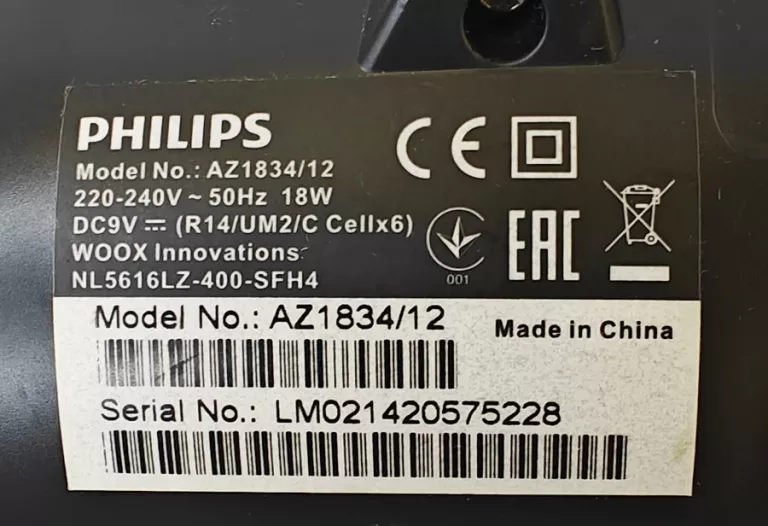 PHILIPS
Model No.: AZ1834/12
220-240V ~ 50Hz 18W
DC9V ⎓ (R14/UM2/C Cellx6)
WOOX Innovations
NL5616LZ-400-SFH4
CE
001
EAC
Model No.: AZ1834/12
Made in China
Serial No.: LM021420575228